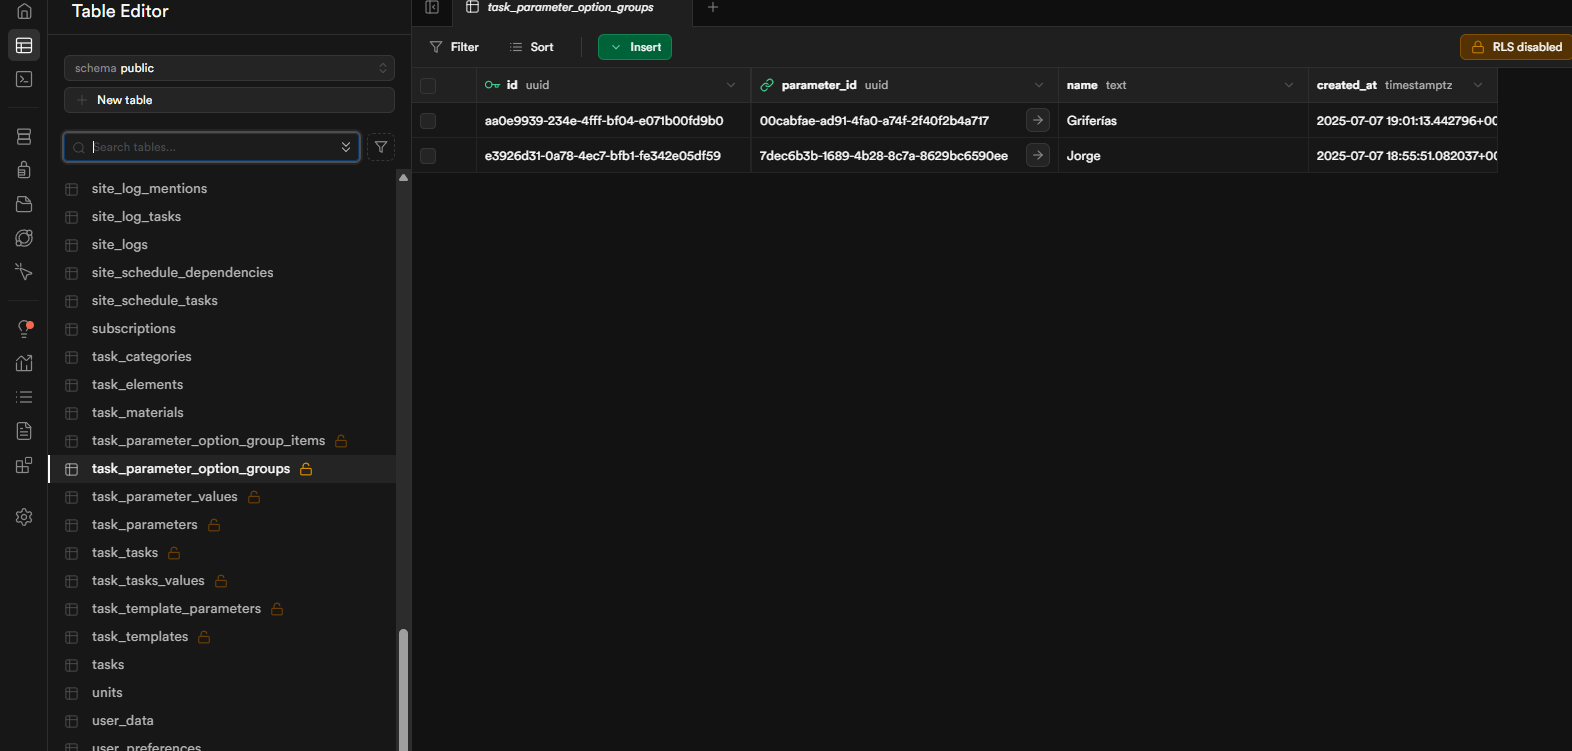 Table Editor
task_parameter_option_groups
schema public
New table
Search tables...
Filter
Sort
Insert
RLS disabled
id uuid
parameter_id uuid
name text
created_at timestamptz
aa0e9939-234e-4fff-bf04-e071b00fd9b0
00cabfae-ad91-4fa0-a74f-2f40f2b4a717
Griferías
2025-07-07 19:01:13.442796+00
e3926d31-0a78-4ec7-bfb1-fe342e05df59
7dec6b3b-1689-4b28-8c7a-8629bc6590ee
Jorge
2025-07-07 18:55:51.082037+00
site_log_mentions
site_log_tasks
site_logs
site_schedule_dependencies
site_schedule_tasks
subscriptions
task_categories
task_elements
task_materials
task_parameter_option_group_items
task_parameter_option_groups
task_parameter_values
task_parameters
task_tasks
task_tasks_values
task_template_parameters
task_templates
tasks
units
user_data
user_preferences